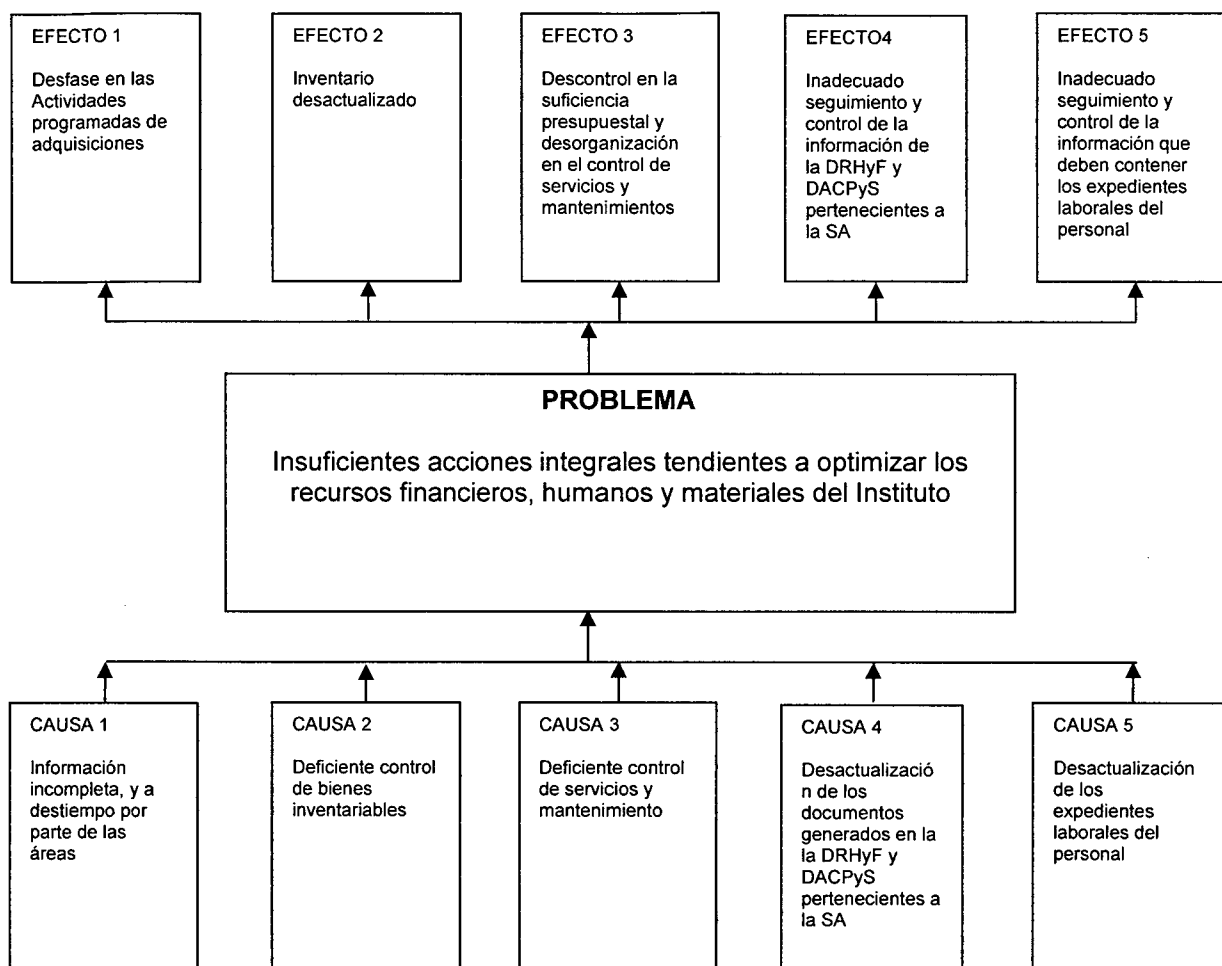 EFECTO 1
Desfase en las
Actividades
programadas de
adquisiciones
EFECTO 2
Inventario
desactualizado
EFECTO 3
Descontrol en la
suficiencia
presupuestal y
desorganización
en el control de
servicios y
mantenimientos
EFECTO4
Inadecuado
seguimiento y
control de la
información de
la DRHyF y
DACPyS
pertenecientes a
la SA
EFECTO 5
Inadecuado
seguimiento y
control de la
información que
deben contener
los expedientes
laborales del
personal
PROBLEMA
Insuficientes acciones integrales tendientes a optimizar los
recursos financieros, humanos y materiales del Instituto
CAUSA 1
Información
incompleta, y a
destiempo por
parte de las
áreas
CAUSA 2
Deficiente control
de bienes
inventariables
CAUSA 3
Deficiente control
de servicios y
mantenimiento
CAUSA 4
Desactualizació
n de los
documentos
generados en la
la DRHyF y
DACPyS
pertenecientes a
la SA
CAUSA 5
Desactualización
de los
expedientes
laborales del
personal